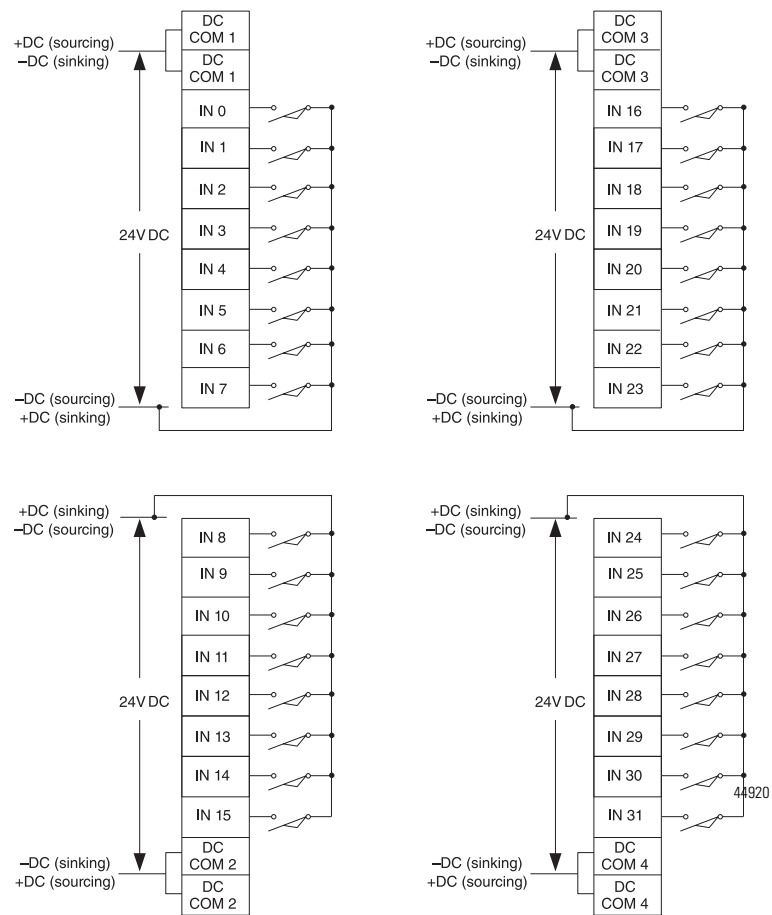 DC
COM 1
DC
COM 1
+DC (sourcing)
–DC (sinking)
IN 0
IN 1
IN 2
IN 3
24V DC
IN 4
IN 5
IN 6
IN 7
–DC (sourcing)
+DC (sinking)
DC
COM 3
DC
COM 3
+DC (sourcing)
–DC (sinking)
IN 16
IN 17
IN 18
IN 19
24V DC
IN 20
IN 21
IN 22
IN 23
–DC (sourcing)
+DC (sinking)
+DC (sinking)
–DC (sourcing)
IN 8
IN 9
IN 10
IN 11
24V DC
IN 12
IN 13
IN 14
IN 15
DC
COM 2
DC
COM 2
–DC (sinking)
+DC (sourcing)
+DC (sinking)
–DC (sourcing)
IN 24
IN 25
IN 26
IN 27
24V DC
IN 28
IN 29
IN 30
44920
IN 31
DC
COM 4
DC
COM 4
–DC (sinking)
+DC (sourcing)